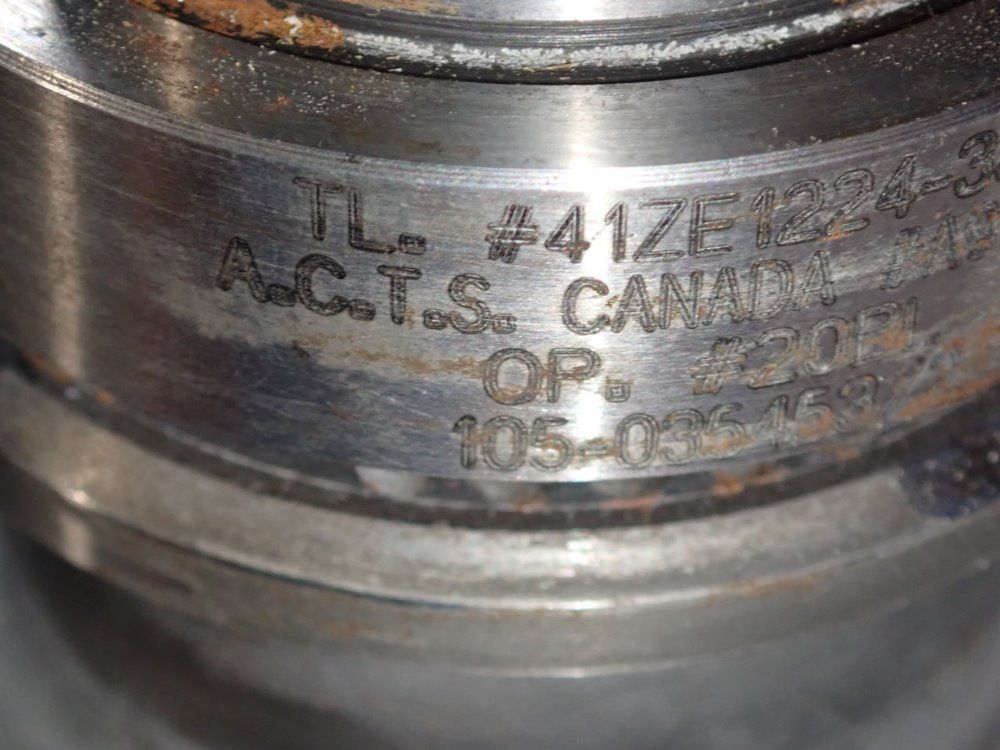 TL. #41ZE1224-3
A.C.T.S. CANADA
OP. #20PL
105-035453